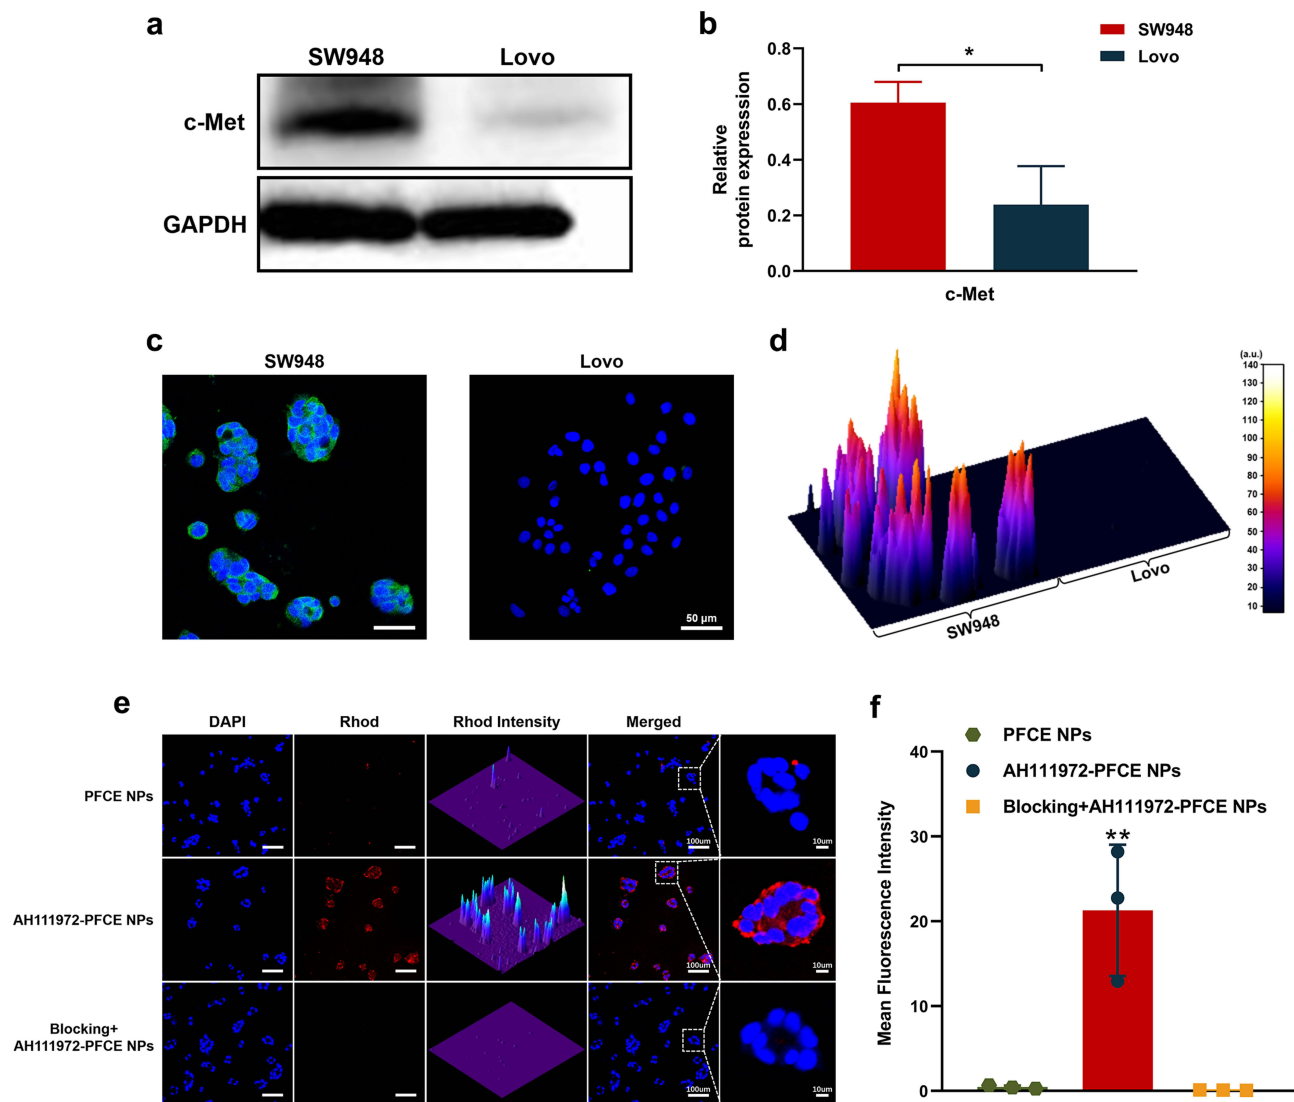 a
SW948
Lovo
c-Met
GAPDH
b
SW948
Lovo
0.8
0.6
0.4
0.2
0.0
Relative
protein expresssion
*
c-Met
c
SW948
Lovo
50 μm
d
(a.u.)
140
130
120
110
100
90
80
70
60
50
40
30
20
10
SW948
Lovo
e
DAPI
Rhod
Rhod Intensity
Merged
PFCE NPs
100um
10um
AH111972-PFCE NPs
100um
10um
Blocking+
AH111972-PFCE NPs
100um
10um
f
PFCE NPs
AH111972-PFCE NPs
Blocking+AH111972-PFCE NPs
Mean Fluorescence Intensity
40
30
20
10
0
**